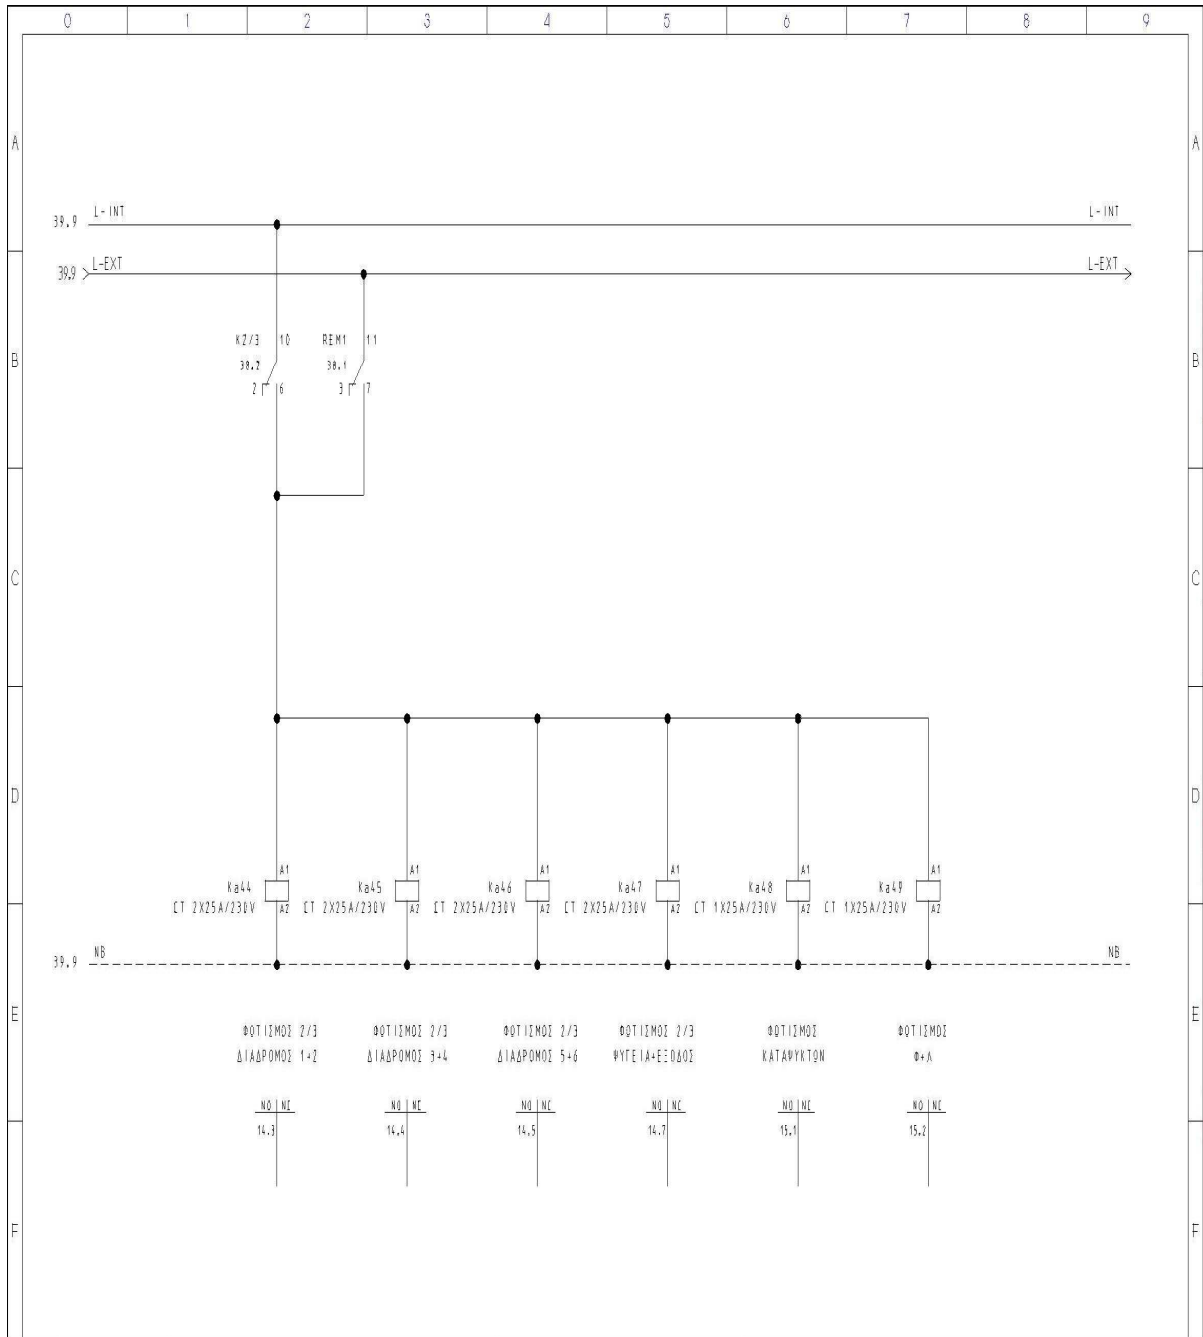 0 1 2 3 4 5 6 7 8 9
A A
L-INT L-INT
39.9
L-EXT L-EXT
39.9
B B
K2/3 10 REM1 11
38.2 38.1
2 6 3 7
C C
D D
A1 A1 A1 A1 A1 A1
Ka44 Ka45 Ka46 Ka47 Ka48 Ka49
CT 2X25A/230V CT 2X25A/230V CT 2X25A/230V CT 2X25A/230V CT 1X25A/230V CT 1X25A/230V
A2 A2 A2 A2 A2 A2
NB NB
39.9
E E
ΦΩΤΙΣΜΟΣ 2/3 ΦΩΤΙΣΜΟΣ 2/3 ΦΩΤΙΣΜΟΣ 2/3 ΦΩΤΙΣΜΟΣ 2/3 ΦΩΤΙΣΜΟΣ ΦΩΤΙΣΜΟΣ
ΔΙΑΔΡΟΜΟΣ 1+2 ΔΙΑΔΡΟΜΟΣ 3+4 ΔΙΑΔΡΟΜΟΣ 5+6 ΨΥΓΕΙΑ+ΕΞΟΔΟΣ ΚΑΤΑΨΥΚΤΩΝ Φ+Λ
NO NC NO NC NO NC NO NC NO NC NO NC
14.3 14.4 14.5 14.7 15.1 15.2
F F